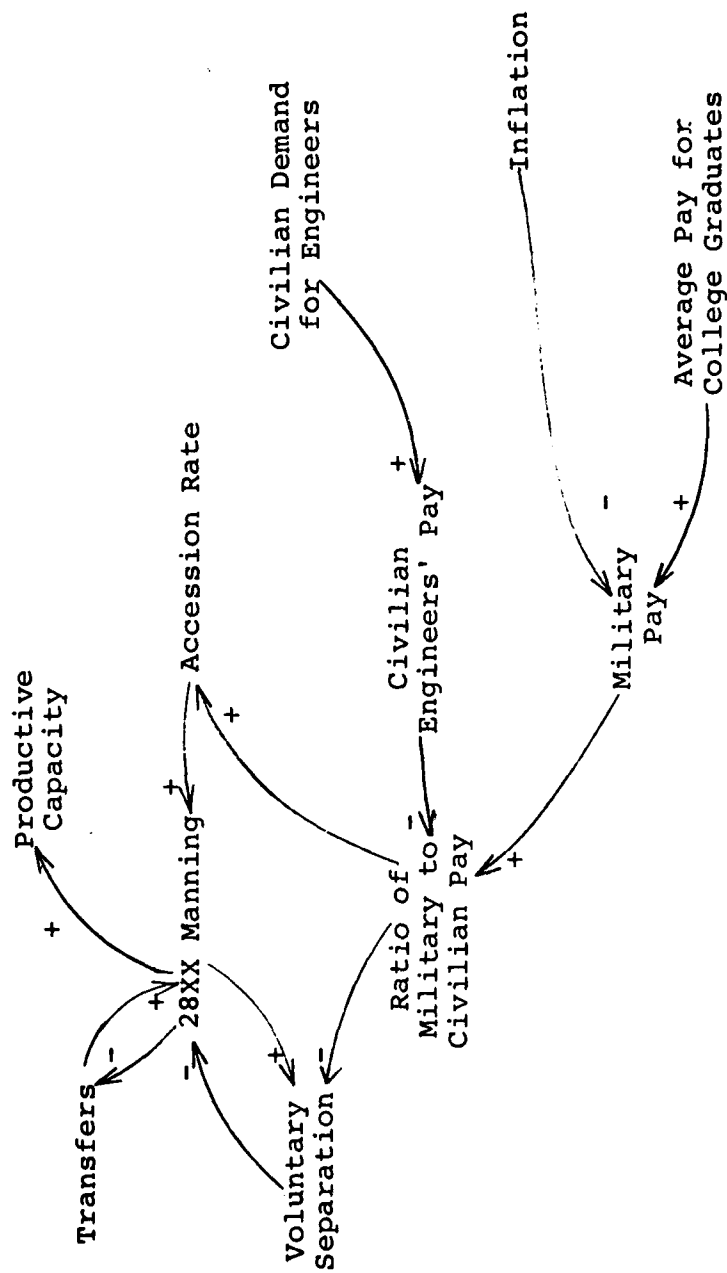 Productive
Capacity
+
Transfers
-
+
28XX Manning
+
Accession Rate
-
+
+
Voluntary
Separation
-
Civilian Demand
for Engineers
Ratio of
Military to
Civilian Pay
-
Civilian
Engineers' Pay
+
+
Inflation
-
Military
Pay
+
Average Pay for
College Graduates